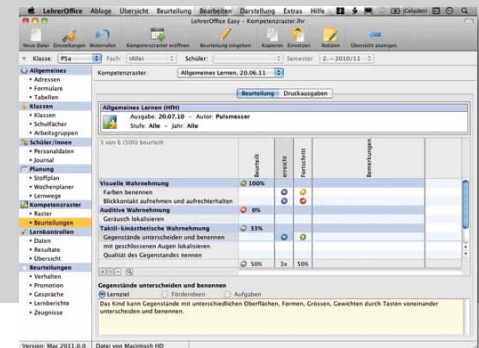 LehrerOffice Ablage Übersicht Beurteilung Bearbeiten Darstellung Extras Hilfe
LehrerOffice Easy – Kompetenzraster.lhr
Neue Datei Einstellungen Widerrufen Kompetenzraster eröffnen Beurteilung eingeben Kopieren Einsetzen Notizen Übersicht anzeigen
Klasse: P5a Fach: (Alle) Schüler: Semester: 2. – 2010/11
Allgemeines
• Adressen
• Formulare
• Tabellen
Klassen
• Klassen
• Schulfächer
• Arbeitsgruppen
Schüler/innen
• Personaldaten
• Journal
Planung
• Stoffplan
• Wochenplaner
• Lernwege
Kompetenzraster
• Raster
• Beurteilungen
Lernkontrollen
• Daten
• Resultate
• Übersicht
Beurteilungen
• Verhalten
• Promotion
• Gespräche
• Lernberichte
• Zeugnisse
Kompetenzraster: Allgemeines Lernen, 20.06.11
Beurteilung Druckausgaben
Allgemeines Lernen (HfH)
Ausgabe: 20.07.10 – Autor: Pulsmesser
Stufe: Alle – Jahr: Alle
3 von 6 (50%) beurteilt
Beurteilt
erreicht
Fortschritt
Bemerkungen
Visuelle Wahrnehmung 100%
Farben benennen
Blickkontakt aufnehmen und aufrechterhalten
Auditive Wahrnehmung 0%
Geräusch lokalisieren
Taktil-kinästhetische Wahrnehmung 33%
Gegenstände unterscheiden und benennen
mit geschlossenen Augen lokalisieren
Qualität des Gegenstandes nennen
50% 3x 50%
Gegenstände unterscheiden und benennen
Lernziel Förderideen Aufgaben
Das Kind kann Gegenstände mit unterschiedlichen Oberflächen, Formen, Grössen, Gewichten durch Tasten voneinander
unterscheiden und benennen.
Version: Mac 2011.0.0 Datei von Macintosh HD